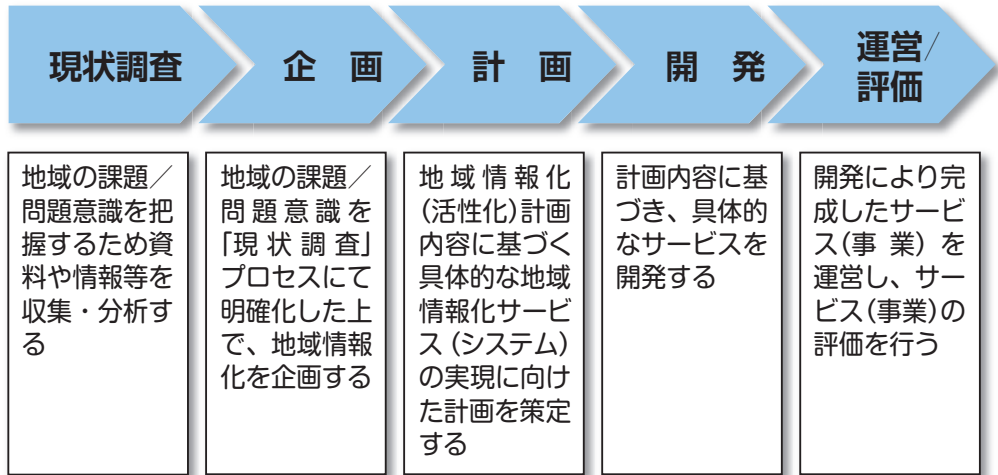 現状調査
企画
計画
開発
運営/
評価
地域の課題/
問題意識を把
握するため資
料や情報等を
収集・分析す
る
地域の課題/
問題意識を
「現状調査」
プロセスにて
明確化した上
で、地域情報
化を企画する
地域情報化
(活性化)計画
内容に基づく
具体的な地域
情報化サービ
ス(システム)
の実現に向け
た計画を策定
する
計画内容に基
づき、具体的
なサービスを
開発する
開発により完
成したサービ
ス(事業)を
運営し、サー
ビス(事業)の
評価を行う